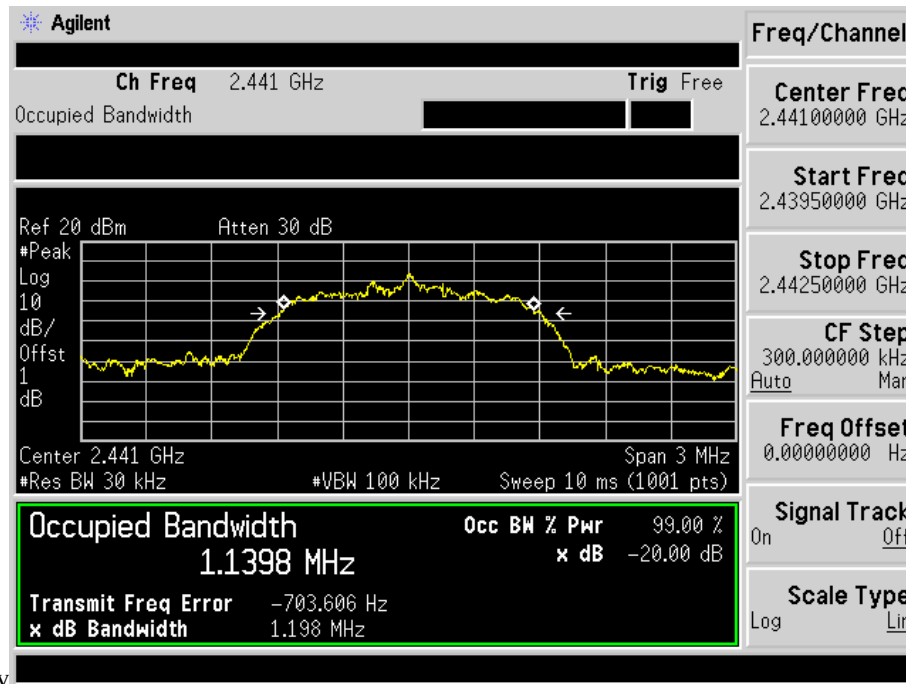 Agilent
Freq/Channel
Ch Freq 2.441 GHz Trig Free
Occupied Bandwidth
Center Freq
2.44100000 GHz
Start Freq
2.43950000 GHz
Stop Freq
2.44250000 GHz
CF Step
300.000000 kHz
Auto Man
Freq Offset
0.00000000 Hz
Signal Track
On Off
Scale Type
Log Lin
Ref 20 dBm Atten 30 dB
#Peak
Log
10
dB/
Offst
1
dB
Center 2.441 GHz Span 3 MHz
#Res BW 30 kHz #VBW 100 kHz Sweep 10 ms (1001 pts)
Occupied Bandwidth Occ BW % Pwr 99.00 %
1.1398 MHz x dB -20.00 dB
Transmit Freq Error -703.606 Hz
x dB Bandwidth 1.198 MHz